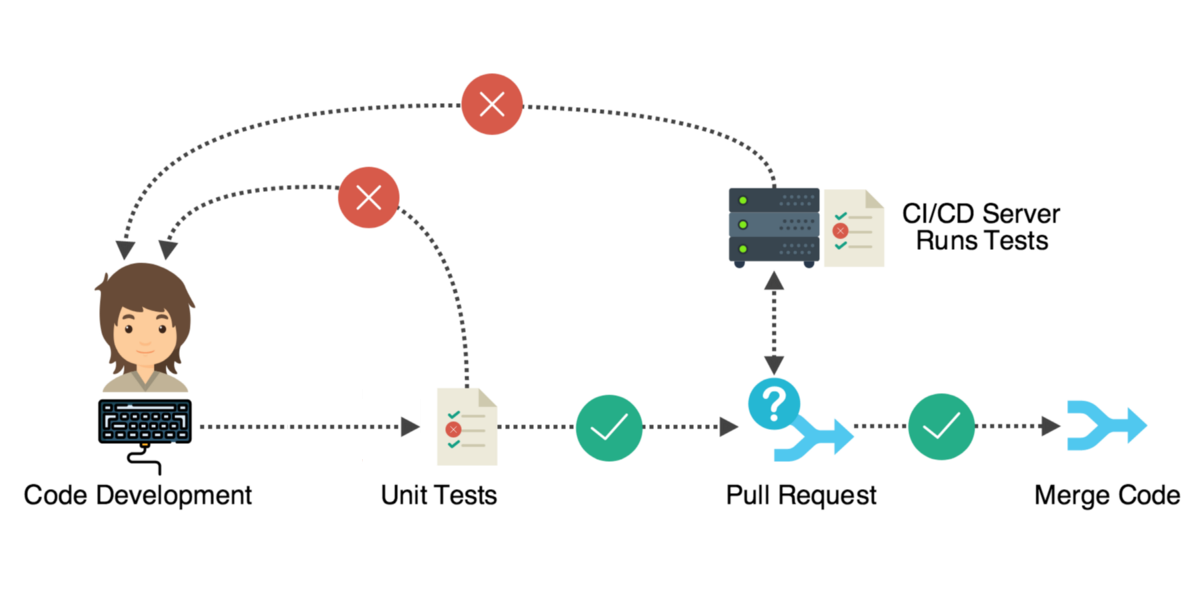 CI/CD Server
Runs Tests
?
Code Development
Unit Tests
Pull Request
Merge Code